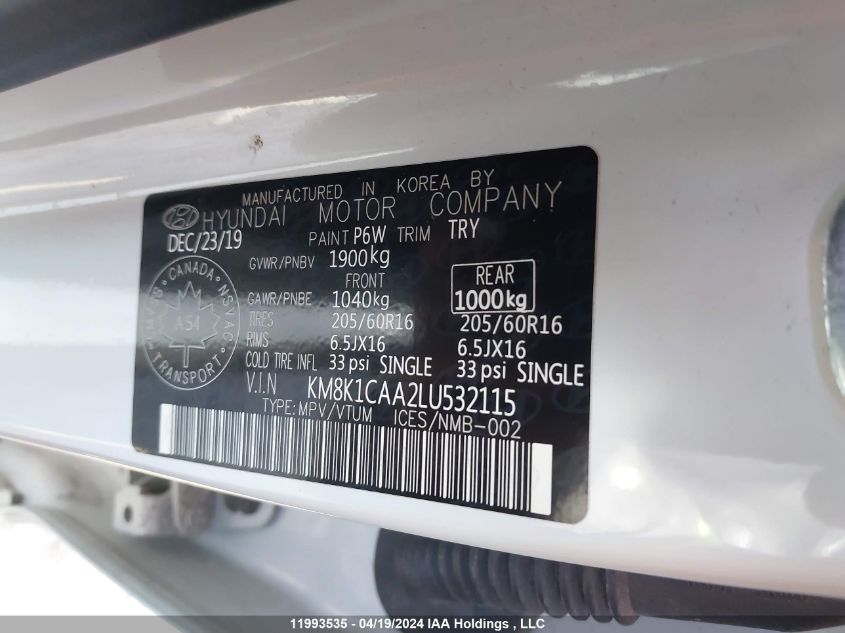 MANUFACTURED IN KOREA BY
HYUNDAI MOTOR COMPANY
DEC/23/19 PAINT P6W TRIM TRY
GVWR/PNBV 1900kg
FRONT REAR
GAWR/PNBE 1040kg 1000kg
TIRES 205/60R16 205/60R16
RIMS 6.5JX16 6.5JX16
COLD TIRE INFL 33 psi SINGLE 33 psi SINGLE
V.I.N KM8K1CAA2LU532115
TYPE:MPV/VTUM ICES/NMB-002
CMVSS CANADA NSVAC
A54
TRANSPORT
11993535 - 04/19/2024 IAA Holdings , LLC